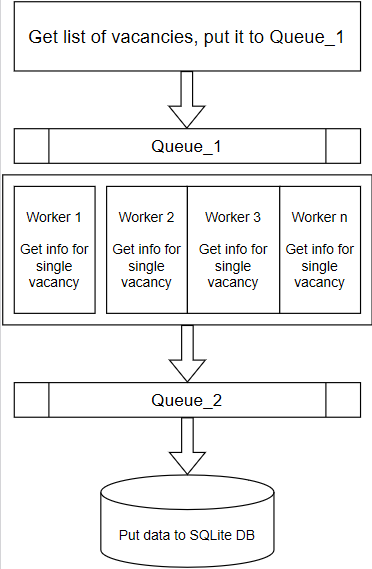 Get list of vacancies, put it to Queue_1
Queue_1
Worker 1
Get info for
single
vacancy
Worker 2
Get info for
single
vacancy
Worker 3
Get info for
single
vacancy
Worker n
Get info for
single
vacancy
Queue_2
Put data to SQLite DB